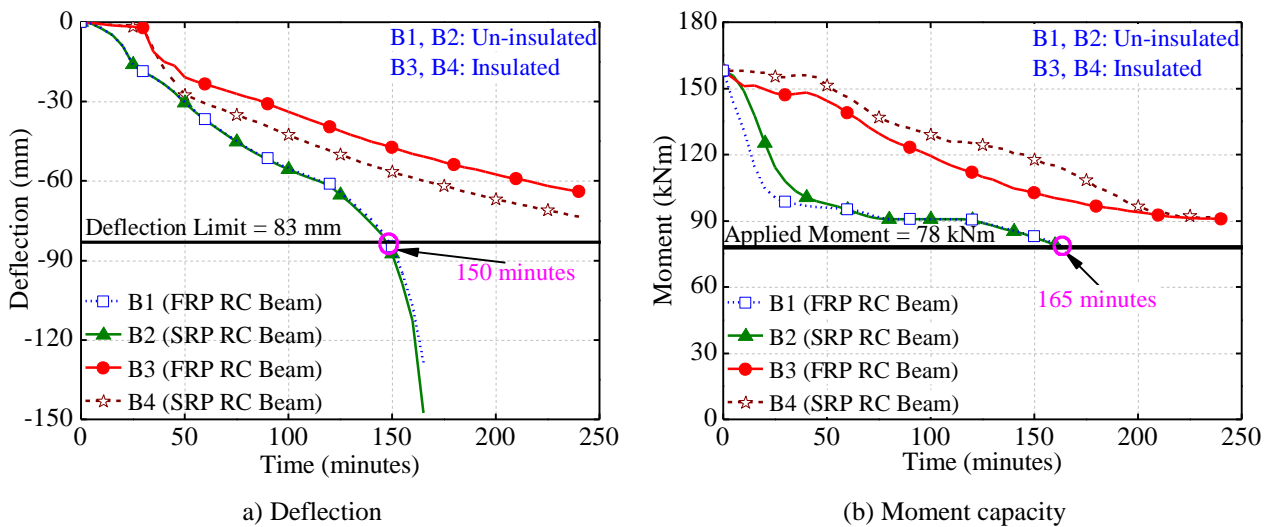 0
-30
-60
-90
-120
-150
Deflection (mm)
B1, B2: Un-insulated
B3, B4: Insulated
Deflection Limit = 83 mm
150 minutes
B1 (FRP RC Beam)
B2 (SRP RC Beam)
B3 (FRP RC Beam)
B4 (SRP RC Beam)
0 50 100 150 200 250
Time (minutes)
a) Deflection
180
150
120
90
60
30
0
Moment (kNm)
B1, B2: Un-insulated
B3, B4: Insulated
Applied Moment = 78 kNm
165 minutes
B1 (FRP RC Beam)
B2 (SRP RC Beam)
B3 (FRP RC Beam)
B4 (SRP RC Beam)
0 50 100 150 200 250
Time (minutes)
(b) Moment capacity